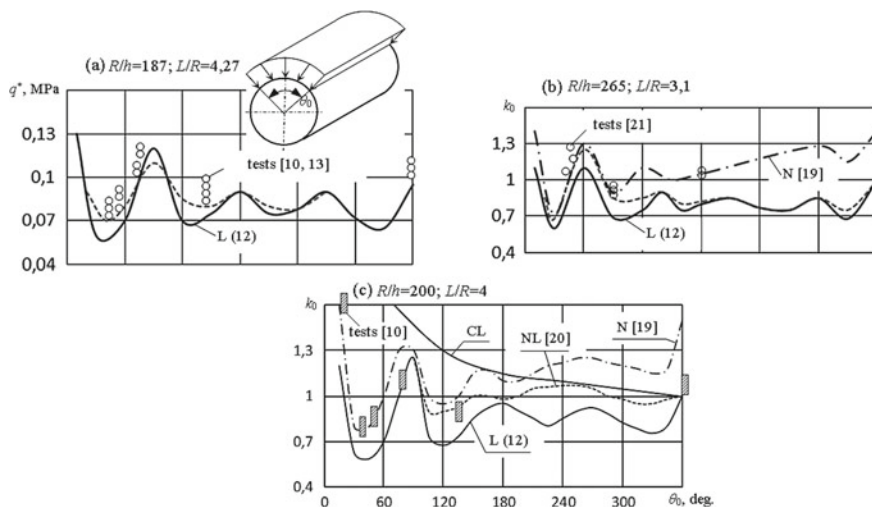 (a) R/h=187; L/R=4,27
q*, MPa
0,13
0,1
0,07
0,04
θ₀
tests [10, 13]
L (12)
(b) R/h=265; L/R=3,1
k₀
1,3
1
0,7
0,4
tests [21]
N [19]
L (12)
(c) R/h=200; L/R=4
k₀
1,3
1
0,7
0,4
tests [10]
CL
NL [20]
N [19]
L (12)
0 60 120 180 240 300 θ₀, deg.